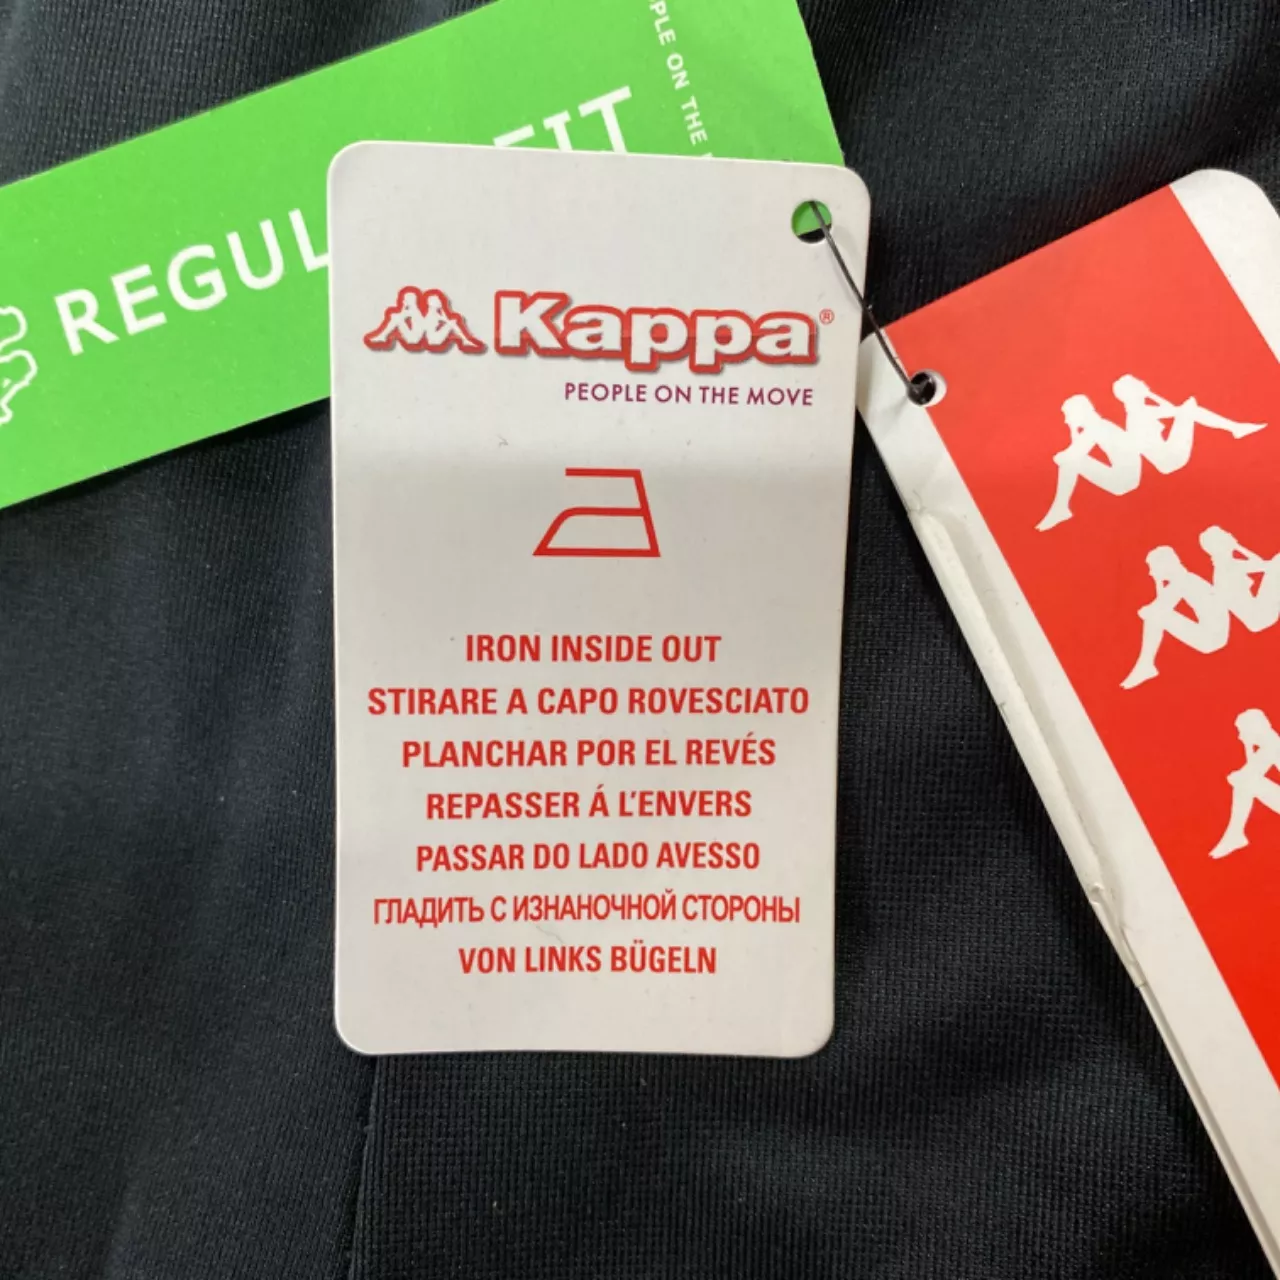 PLE ON THE
REGUL FIT
Kappa®
PEOPLE ON THE MOVE
IRON INSIDE OUT
STIRARE A CAPO ROVESCIATO
PLANCHAR POR EL REVÉS
REPASSER Á L'ENVERS
PASSAR DO LADO AVESSO
ГЛАДИТЬ С ИЗНАНОЧНОЙ СТОРОНЫ
VON LINKS BÜGELN